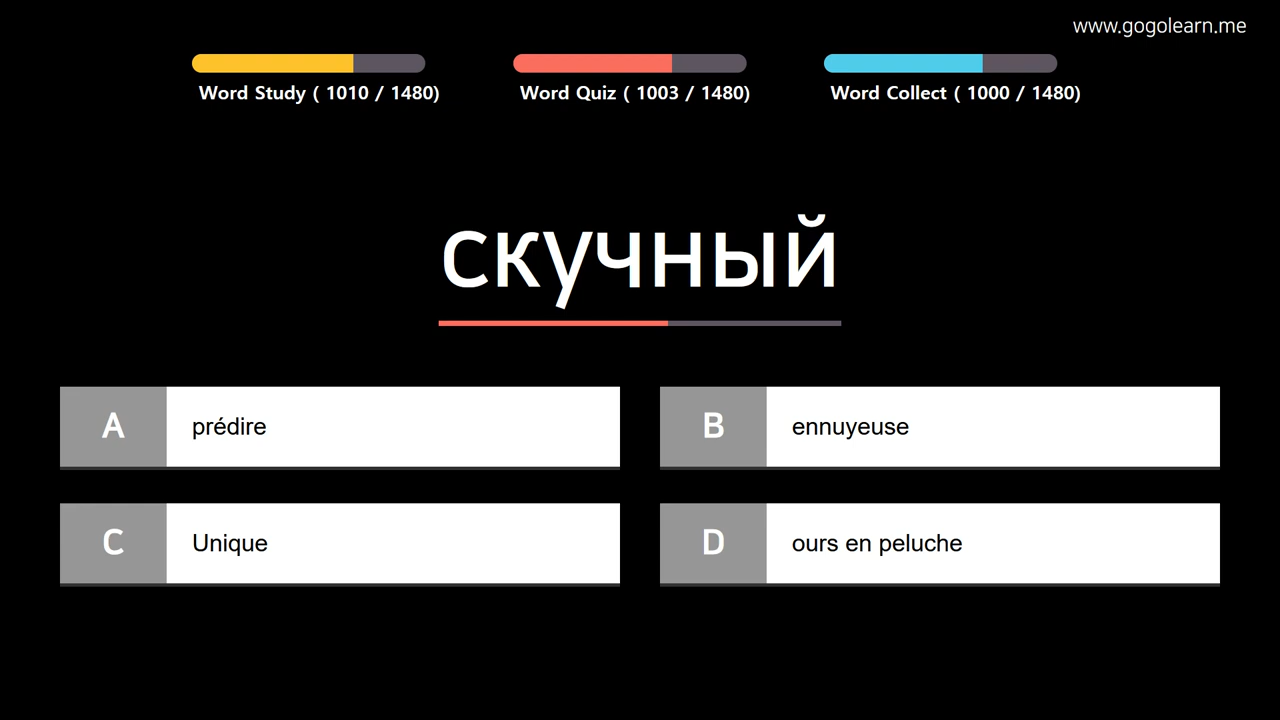 www.gogolearn.me
Word Study ( 1010 / 1480)
Word Quiz ( 1003 / 1480)
Word Collect ( 1000 / 1480)
скучный
A prédire
B ennuyeuse
C Unique
D ours en peluche